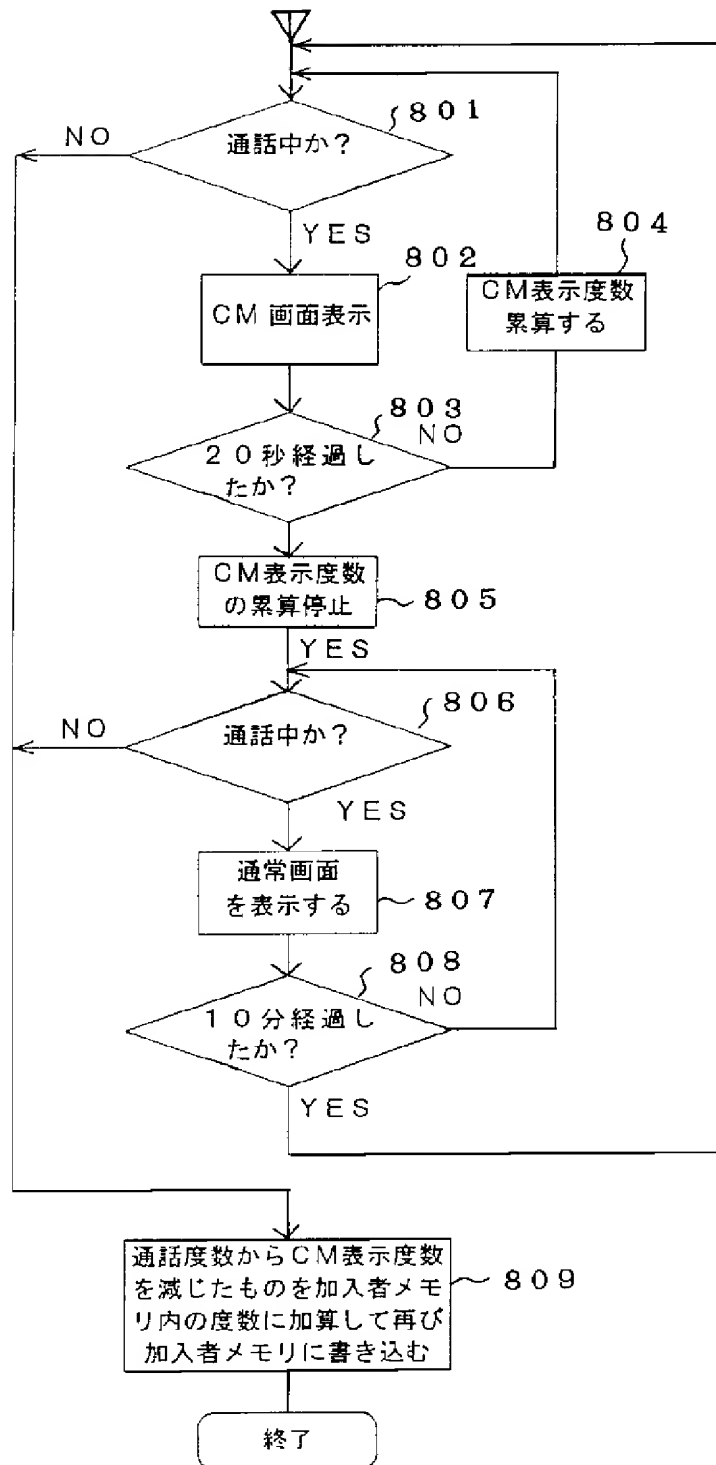 801
通話中か？
NO
YES
802
CM 画面表示
804
CM表示度数
累算する
803
NO
20秒経過し
たか？
CM表示度数
の累算停止
805
YES
806
NO
通話中か？
YES
通常画面
を表示する
807
808
NO
10分経過し
たか？
YES
通話度数からCM表示度数
を減じたものを加入者メモ
リ内の度数に加算して再び
加入者メモリに書き込む
809
終了